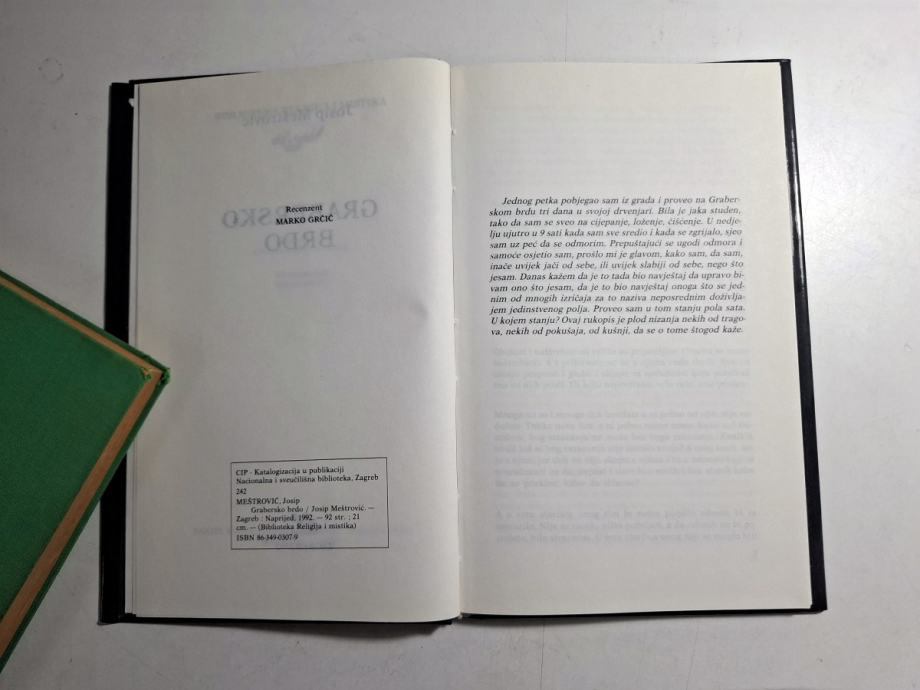 Recenzent
MARKO GRČIĆ
CIP - Katalogizacija u publikaciji
Nacionalna i sveučilišna biblioteka, Zagreb
242
MEŠTROVIĆ, Josip
Grabersko brdo / Josip Meštrović. —
Zagreb : Naprijed, 1992. — 92 str. ; 21
cm. — (Biblioteka Religija i mistika)
ISBN 86-349-0307-9
Jednog petka pobjegao sam iz grada i proveo na Graber-
skom brdu tri dana u svojoj drvenjari. Bila je jaka studen,
tako da sam se sveo na cijepanje, loženje, čišćenje. U nedje-
lju ujutro u 9 sati kada sam sve sredio i kada se zgrijalo, sjeo
sam uz peć da se odmorim. Prepuštajući se ugodi odmora i
samoće osjetio sam, prošlo mi je glavom, kako sam, da sam,
inače uvijek jači od sebe, ili uvijek slabiji od sebe, nego što
jesam. Danas kažem da je to tada bio navještaj da upravo bi-
vam ono što jesam, da je to bio navještaj onoga što se jed-
nim od mnogih izričaja za to naziva neposrednim doživlja-
jem jedinstvenog polja. Proveo sam u tom stanju pola sata.
U kojem stanju? Ovaj rukopis je plod nizanja nekih od trago-
va, nekih od pokušaja, od kušnji, da se o tome štogod kaže.